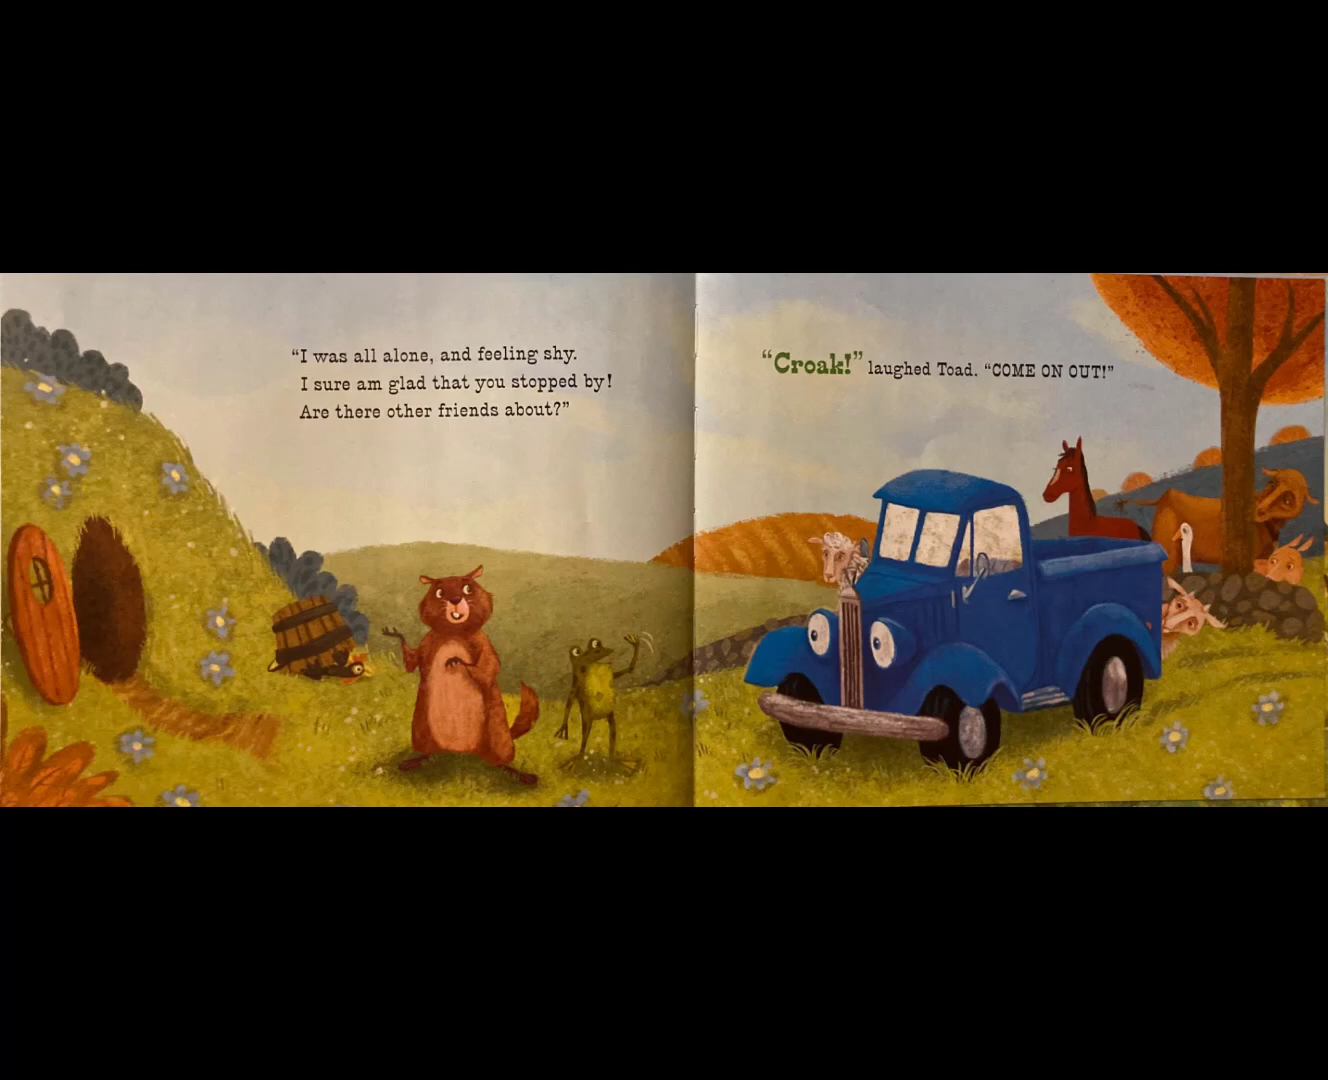 “I was all alone, and feeling shy.
I sure am glad that you stopped by!
Are there other friends about?”
“Croak!” laughed Toad. “COME ON OUT!”